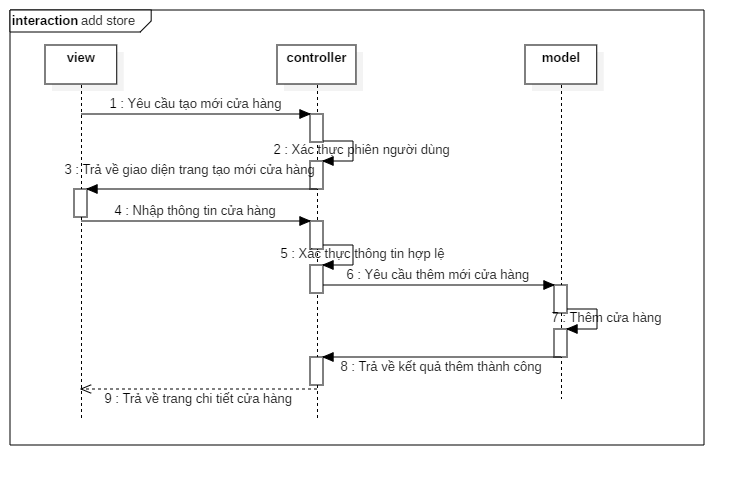 interaction add store
view
controller
model
1 : Yêu cầu tạo mới cửa hàng
2 : Xác thực phiên người dùng
3 : Trả về giao diện trang tạo mới cửa hàng
4 : Nhập thông tin cửa hàng
5 : Xác thực thông tin hợp lệ
6 : Yêu cầu thêm mới cửa hàng
7 : Thêm cửa hàng
8 : Trả về kết quả thêm thành công
9 : Trả về trang chi tiết cửa hàng